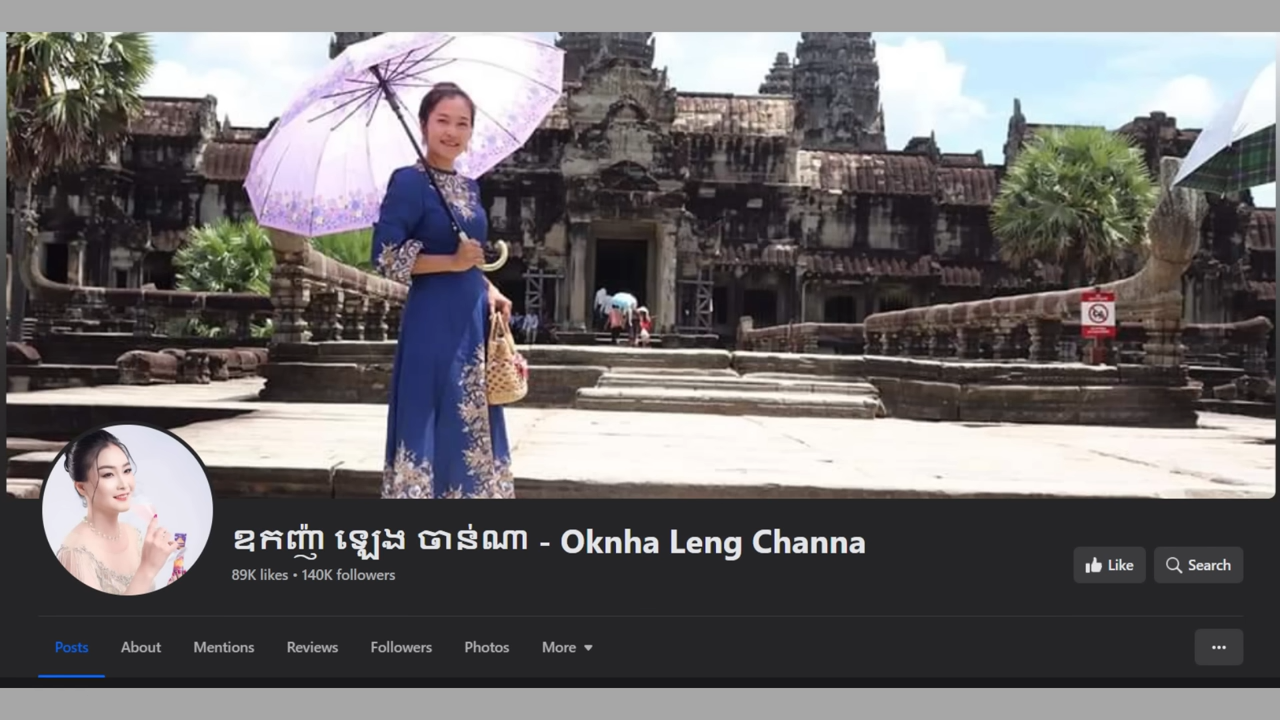 ឧកញ៉ា ឡេង ចាន់ណា - Oknha Leng Channa
89K likes • 140K followers
Like
Search
Posts
About
Mentions
Reviews
Followers
Photos
More